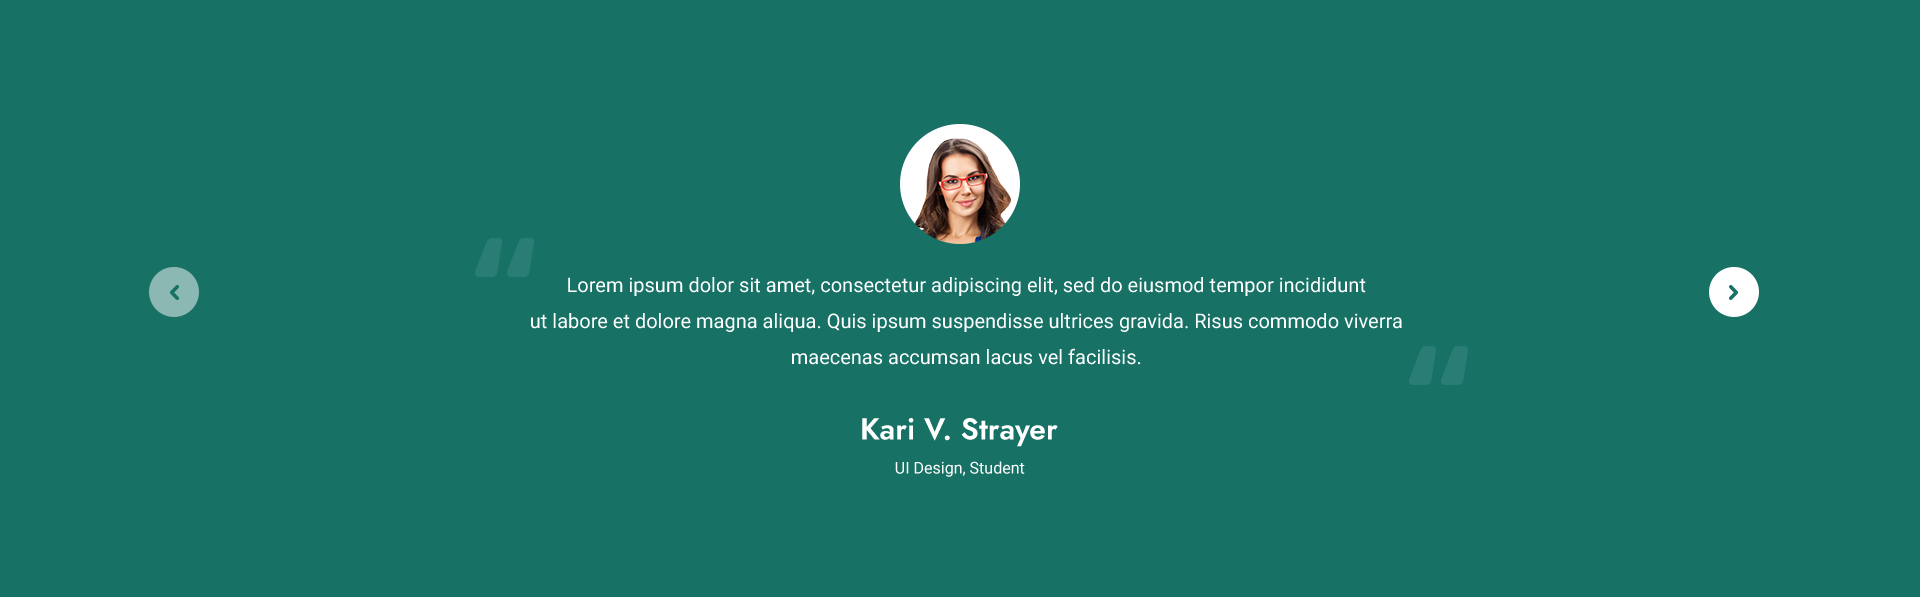 Lorem ipsum dolor sit amet, consectetur adipiscing elit, sed do eiusmod tempor incididunt
ut labore et dolore magna aliqua. Quis ipsum suspendisse ultrices gravida. Risus commodo viverra
maecenas accumsan lacus vel facilisis.
Kari V. Strayer
UI Design, Student